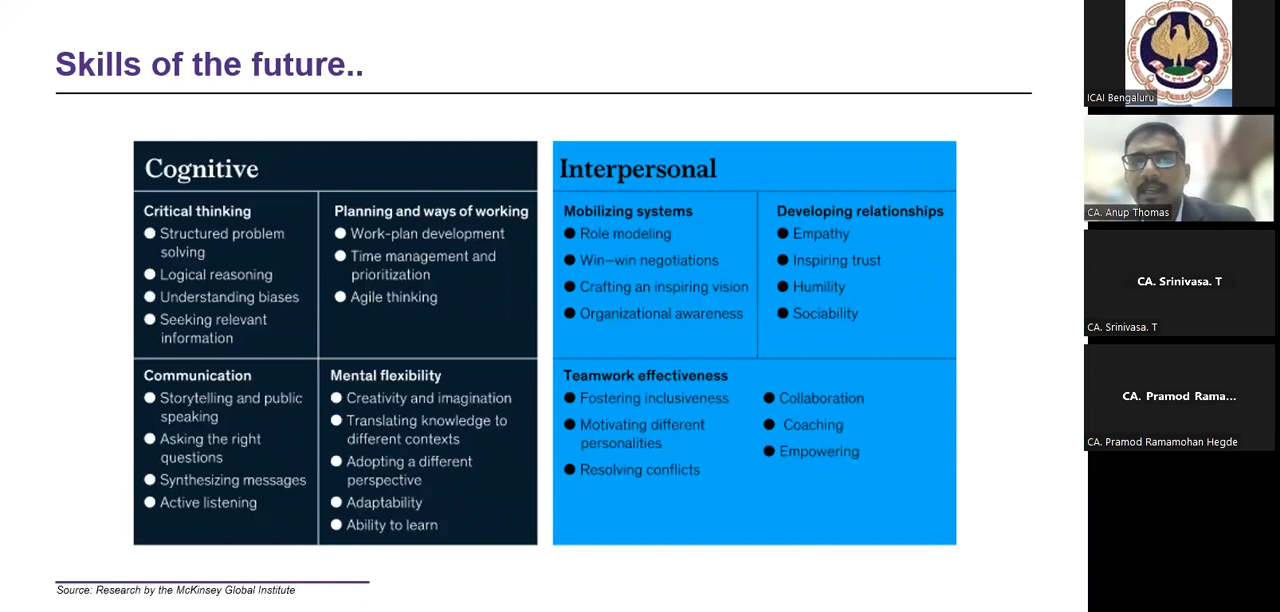 Skills of the future..
Cognitive
Critical thinking
Structured problem
solving
Logical reasoning
Understanding biases
Seeking relevant
information
Planning and ways of working
Work-plan development
Time management and
prioritization
Agile thinking
Communication
Storytelling and public
speaking
Asking the right
questions
Synthesizing messages
Active listening
Mental flexibility
Creativity and imagination
Translating knowledge to
different contexts
Adopting a different
perspective
Adaptability
Ability to learn
Interpersonal
Mobilizing systems
Role modeling
Win–win negotiations
Crafting an inspiring vision
Organizational awareness
Developing relationships
Empathy
Inspiring trust
Humility
Sociability
Teamwork effectiveness
Fostering inclusiveness
Motivating different
personalities
Resolving conflicts
Collaboration
Coaching
Empowering
Source: Research by the McKinsey Global Institute
ICAI Bengaluru
CA. Anup Thomas
CA. Srinivasa. T
CA. Srinivasa. T
CA. Pramod Rama...
CA. Pramod Ramamohan Hegde